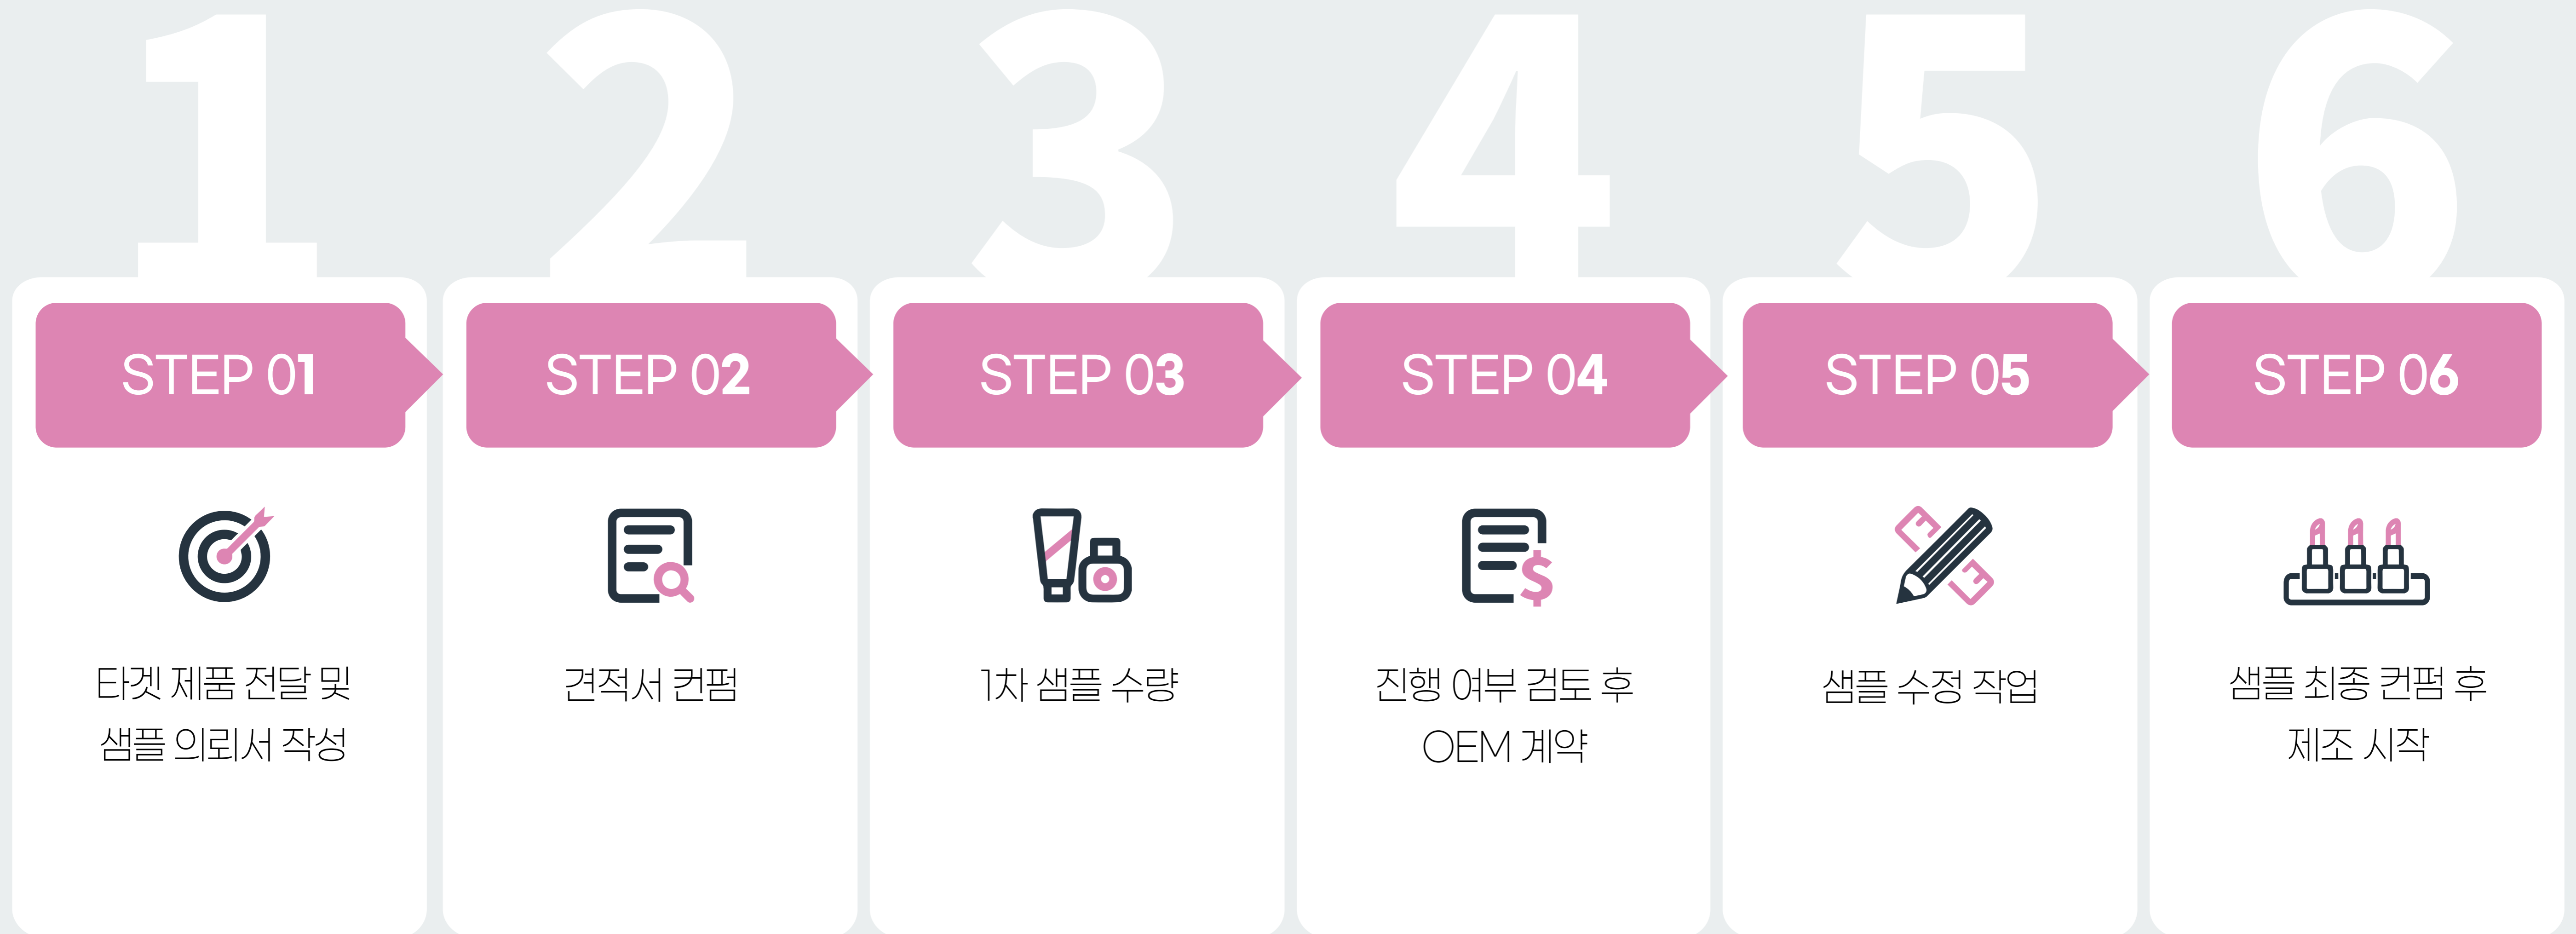 1
2
3
4
5
6
STEP 01
STEP 02
STEP 03
STEP 04
STEP 05
STEP 06
타겟 제품 전달 및
샘플 의뢰서 작성
견적서 컨펌
1차 샘플 수량
진행 여부 검토 후
OEM 계약
샘플 수정 작업
샘플 최종 컨펌 후
제조 시작